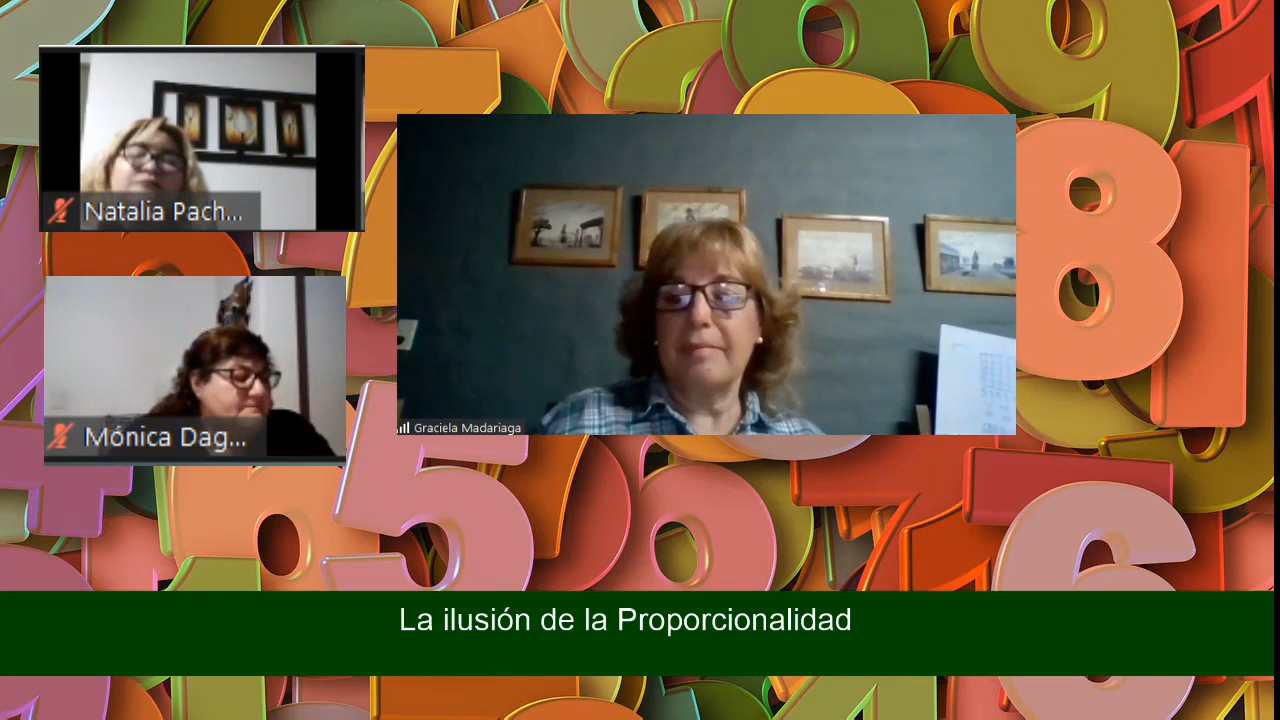 Natalia Pach...
Mónica Dag...
Graciela Madariaga
La ilusión de la Proporcionalidad